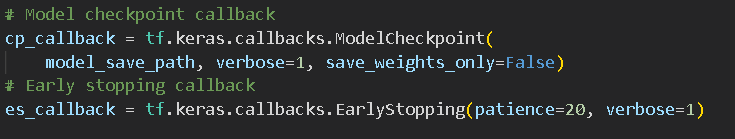 # Model checkpoint callback
cp_callback = tf.keras.callbacks.ModelCheckpoint(
    model_save_path, verbose=1, save_weights_only=False)
# Early stopping callback
es_callback = tf.keras.callbacks.EarlyStopping(patience=20, verbose=1)